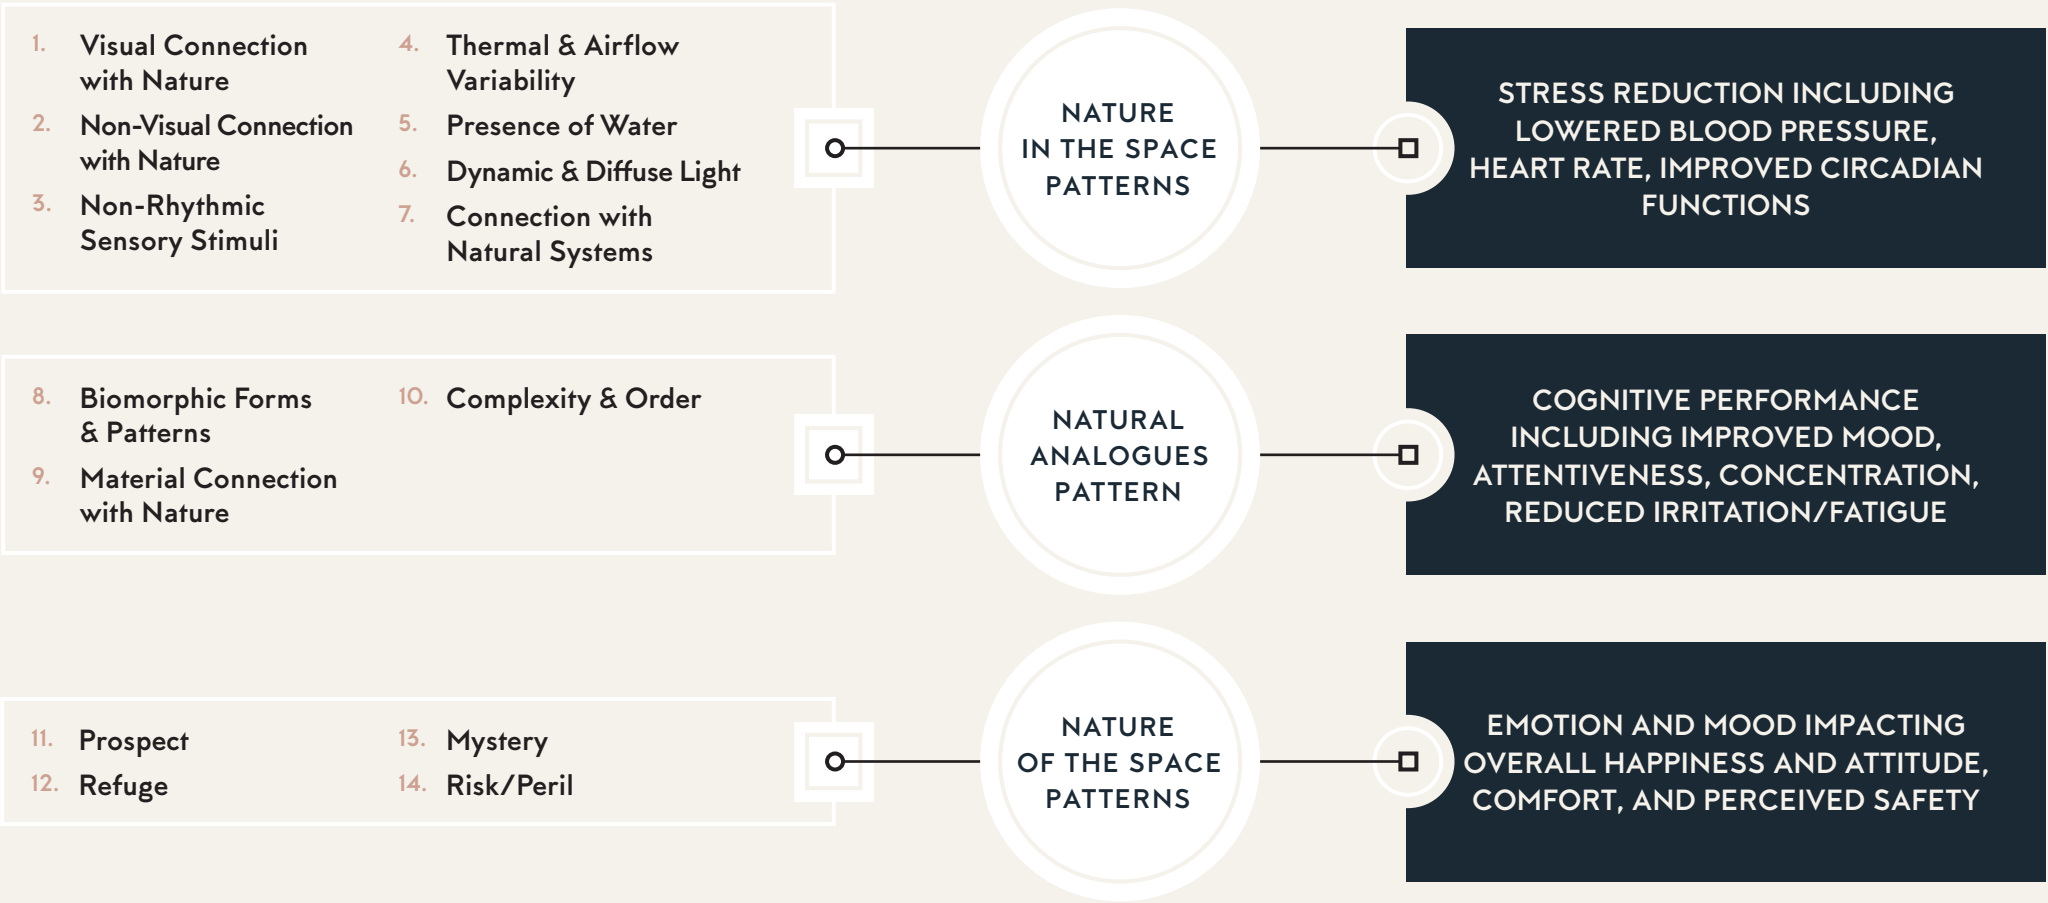 1. Visual Connection
with Nature
2. Non-Visual Connection
with Nature
3. Non-Rhythmic
Sensory Stimuli
4. Thermal & Airflow
Variability
5. Presence of Water
6. Dynamic & Diffuse Light
7. Connection with
Natural Systems
NATURE
IN THE SPACE
PATTERNS
STRESS REDUCTION INCLUDING
LOWERED BLOOD PRESSURE,
HEART RATE, IMPROVED CIRCADIAN
FUNCTIONS
8. Biomorphic Forms
& Patterns
9. Material Connection
with Nature
10. Complexity & Order
NATURAL
ANALOGUES
PATTERN
COGNITIVE PERFORMANCE
INCLUDING IMPROVED MOOD,
ATTENTIVENESS, CONCENTRATION,
REDUCED IRRITATION/FATIGUE
11. Prospect
12. Refuge
13. Mystery
14. Risk/Peril
NATURE
OF THE SPACE
PATTERNS
EMOTION AND MOOD IMPACTING
OVERALL HAPPINESS AND ATTITUDE,
COMFORT, AND PERCEIVED SAFETY